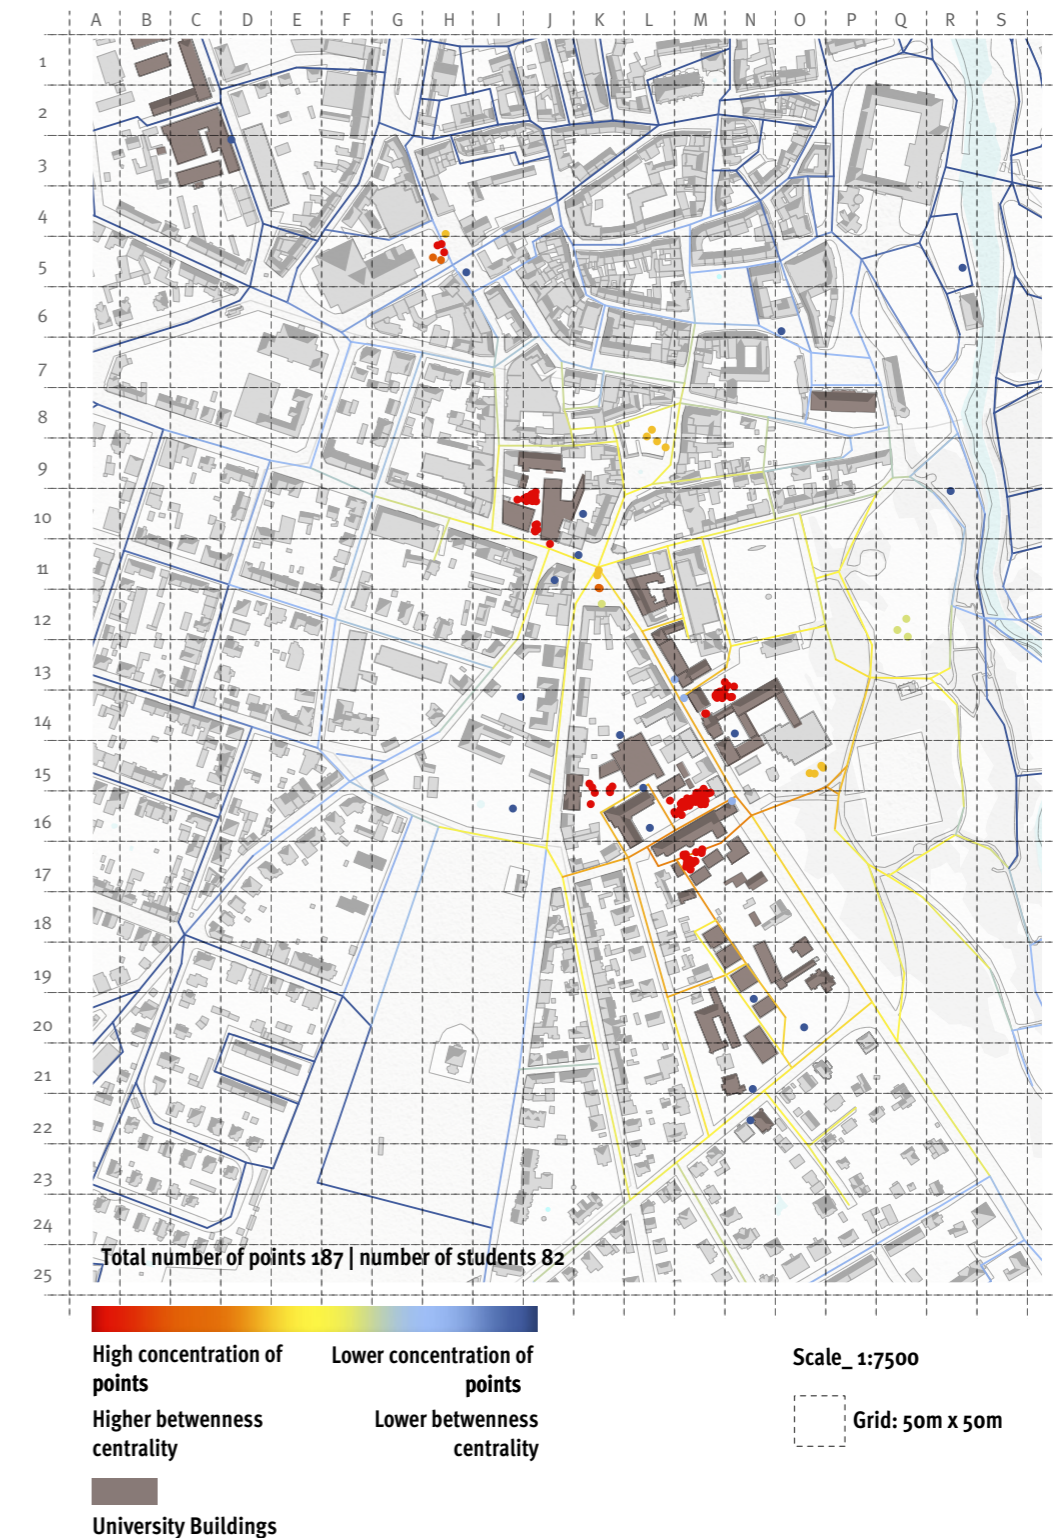 A B C D E F G H I J K L M N O P Q R S
1
2
3
4
5
6
7
8
9
10
11
12
13
14
15
16
17
18
19
20
21
22
23
24
Total number of points 187 | number of students 82
25
High concentration of
points
Lower concentration of
points
Higher betwenness
centrality
Lower betwenness
centrality
Scale_ 1:7500
Grid: 50m x 50m
University Buildings